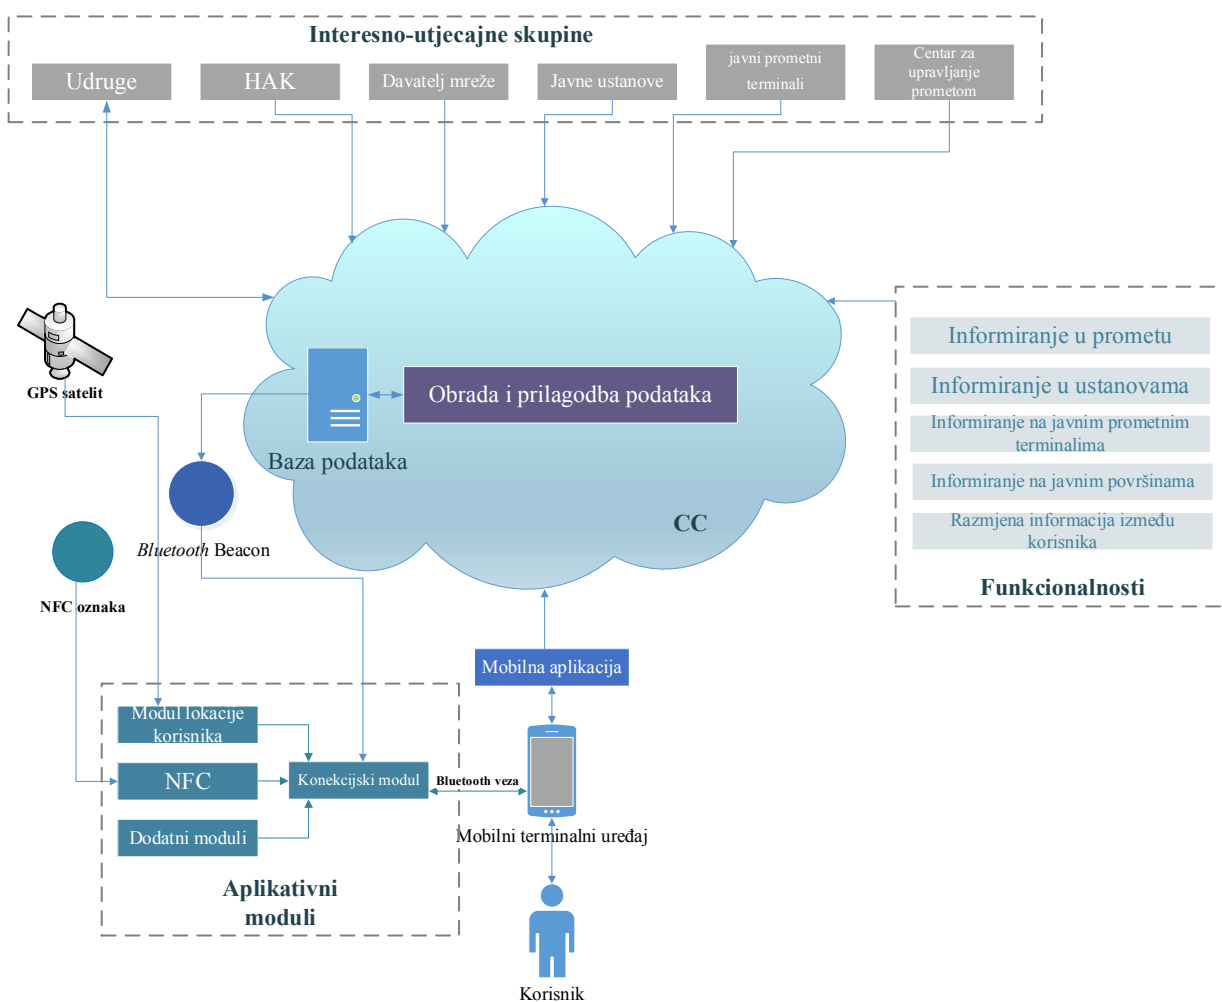 Interesno-utjecajne skupine
Udruge
HAK
Davatelj mreže
Javne ustanove
javni prometni
terminali
Centar za
upravljanje
prometom
GPS satelit
Baza podataka
Obrada i prilagodba podataka
CC
Bluetooth Beacon
NFC oznaka
Informiranje u prometu
Informiranje u ustanovama
Informiranje na javnim prometnim
terminalima
Informiranje na javnim površinama
Razmjena informacija između
korisnika
Funkcionalnosti
Mobilna aplikacija
Modul lokacije
korisnika
NFC
Dodatni moduli
Konekcijski modul
Bluetooth veza
Mobilni terminalni uređaj
Aplikativni
moduli
Korisnik